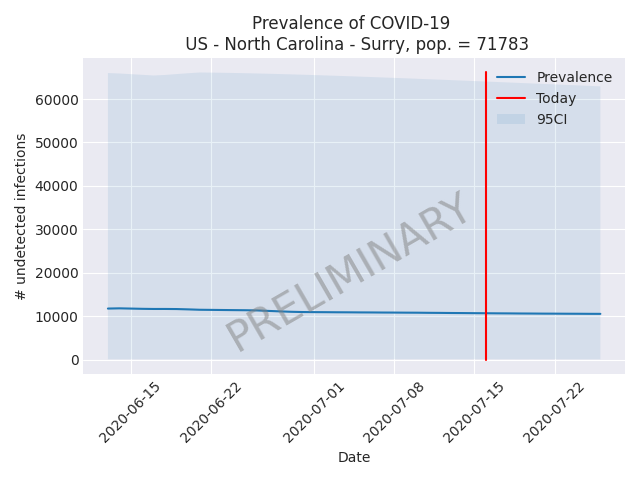 Prevalence of COVID-19
US - North Carolina - Surry, pop. = 71783
Prevalence
Today
95CI
# undetected infections
60000
50000
40000
30000
20000
10000
0
PRELIMINARY
2020-06-15
2020-06-22
2020-07-01
2020-07-08
2020-07-15
2020-07-22
Date